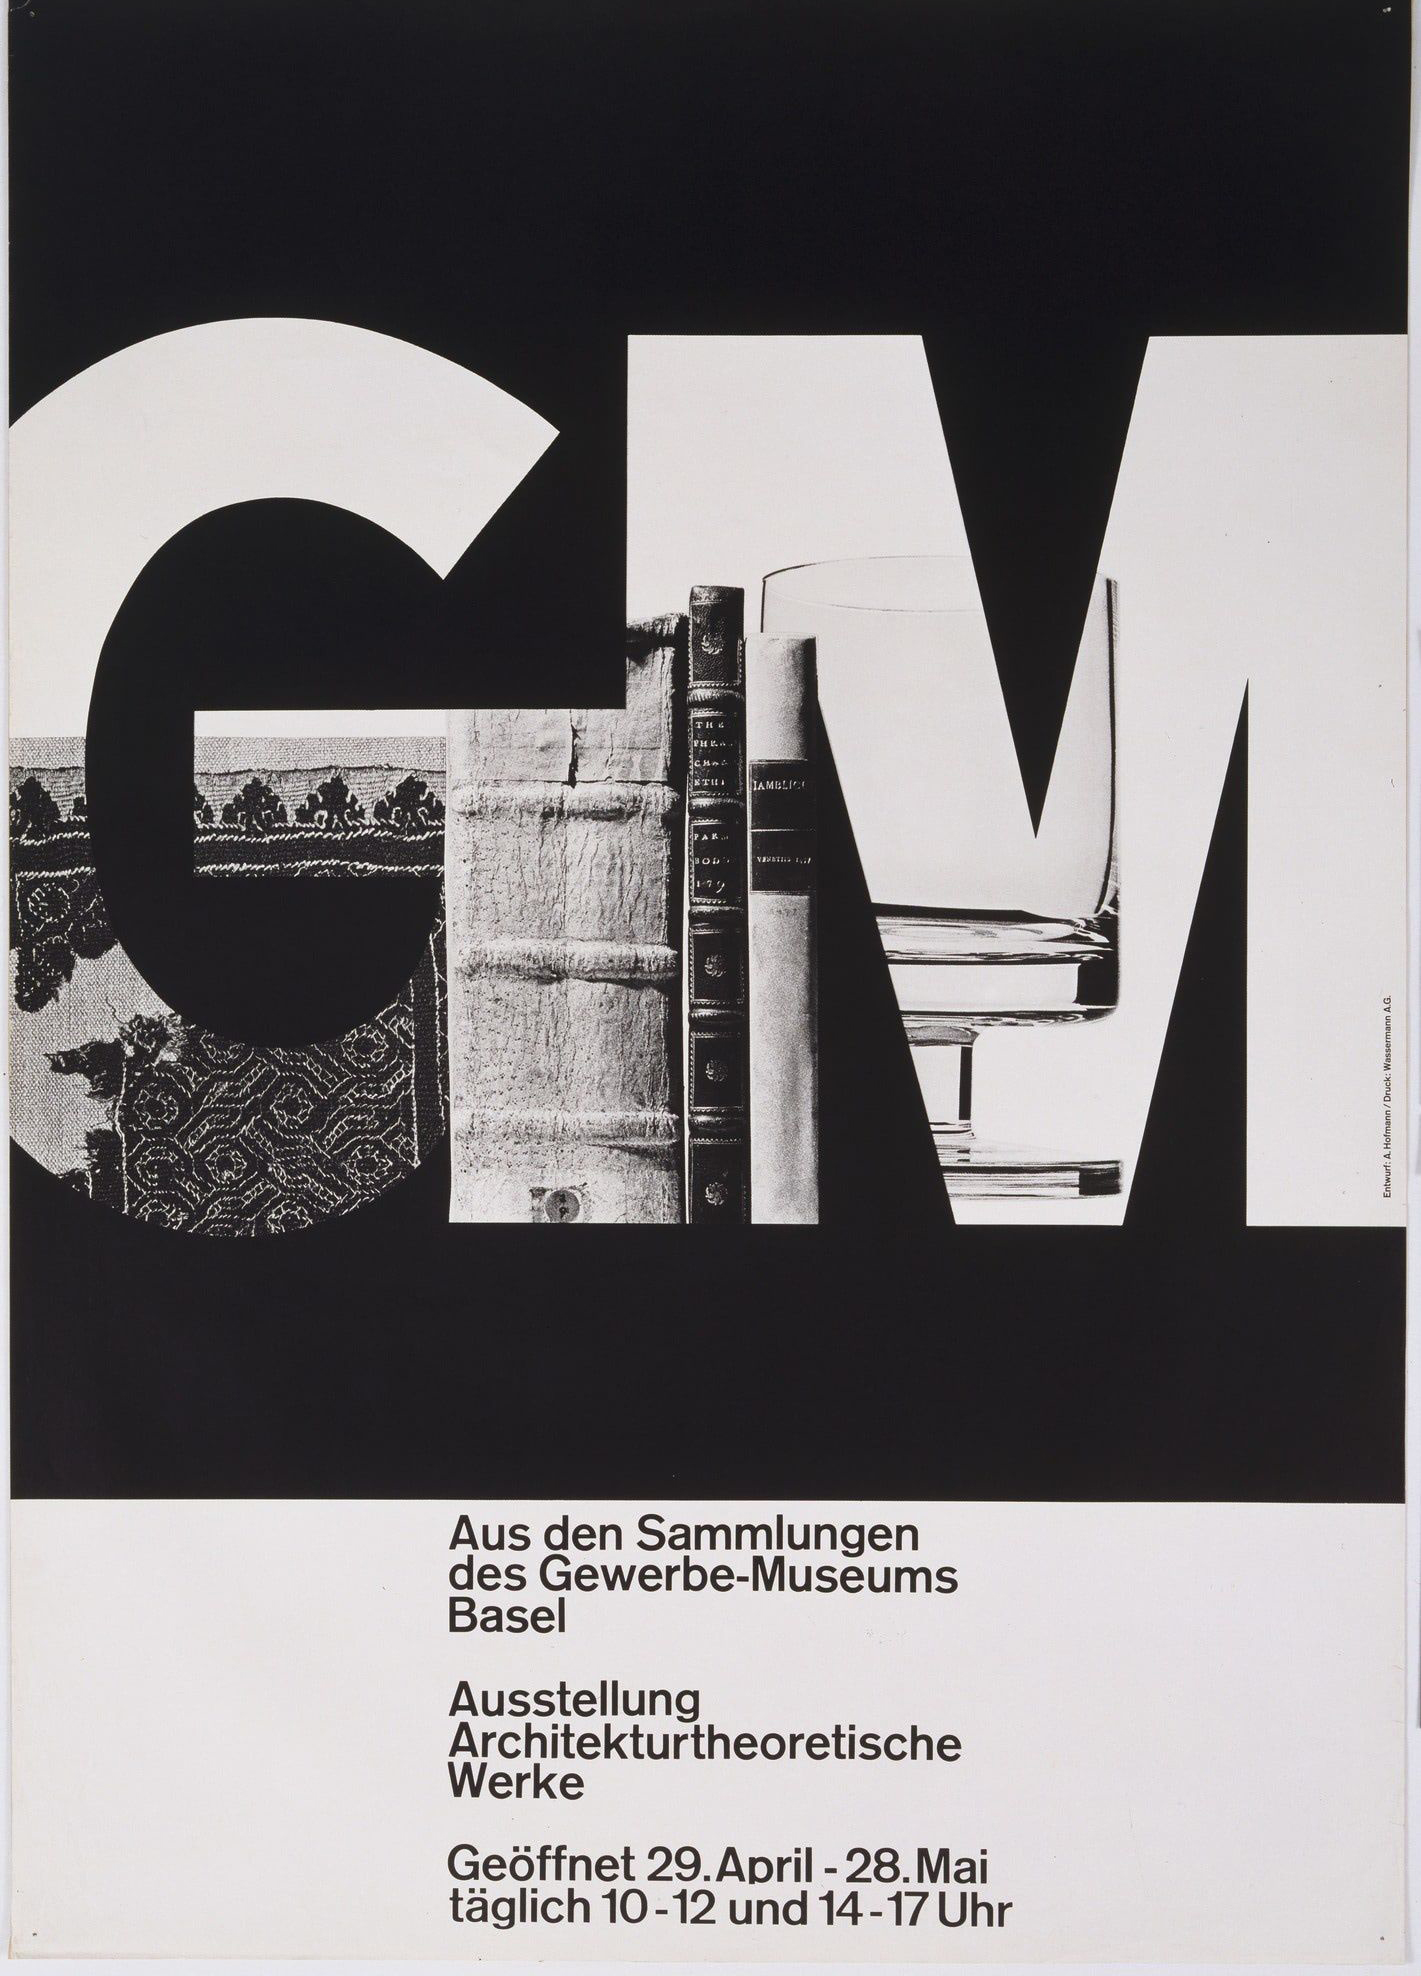 GM
THE
IAMBLIC
Entwurf: A. Hofmann / Druck: Wassermann A.G.
Aus den Sammlungen
des Gewerbe-Museums
Basel
Ausstellung
Architekturtheoretische
Werke
Geöffnet 29. April - 28. Mai
täglich 10 - 12 und 14 - 17 Uhr